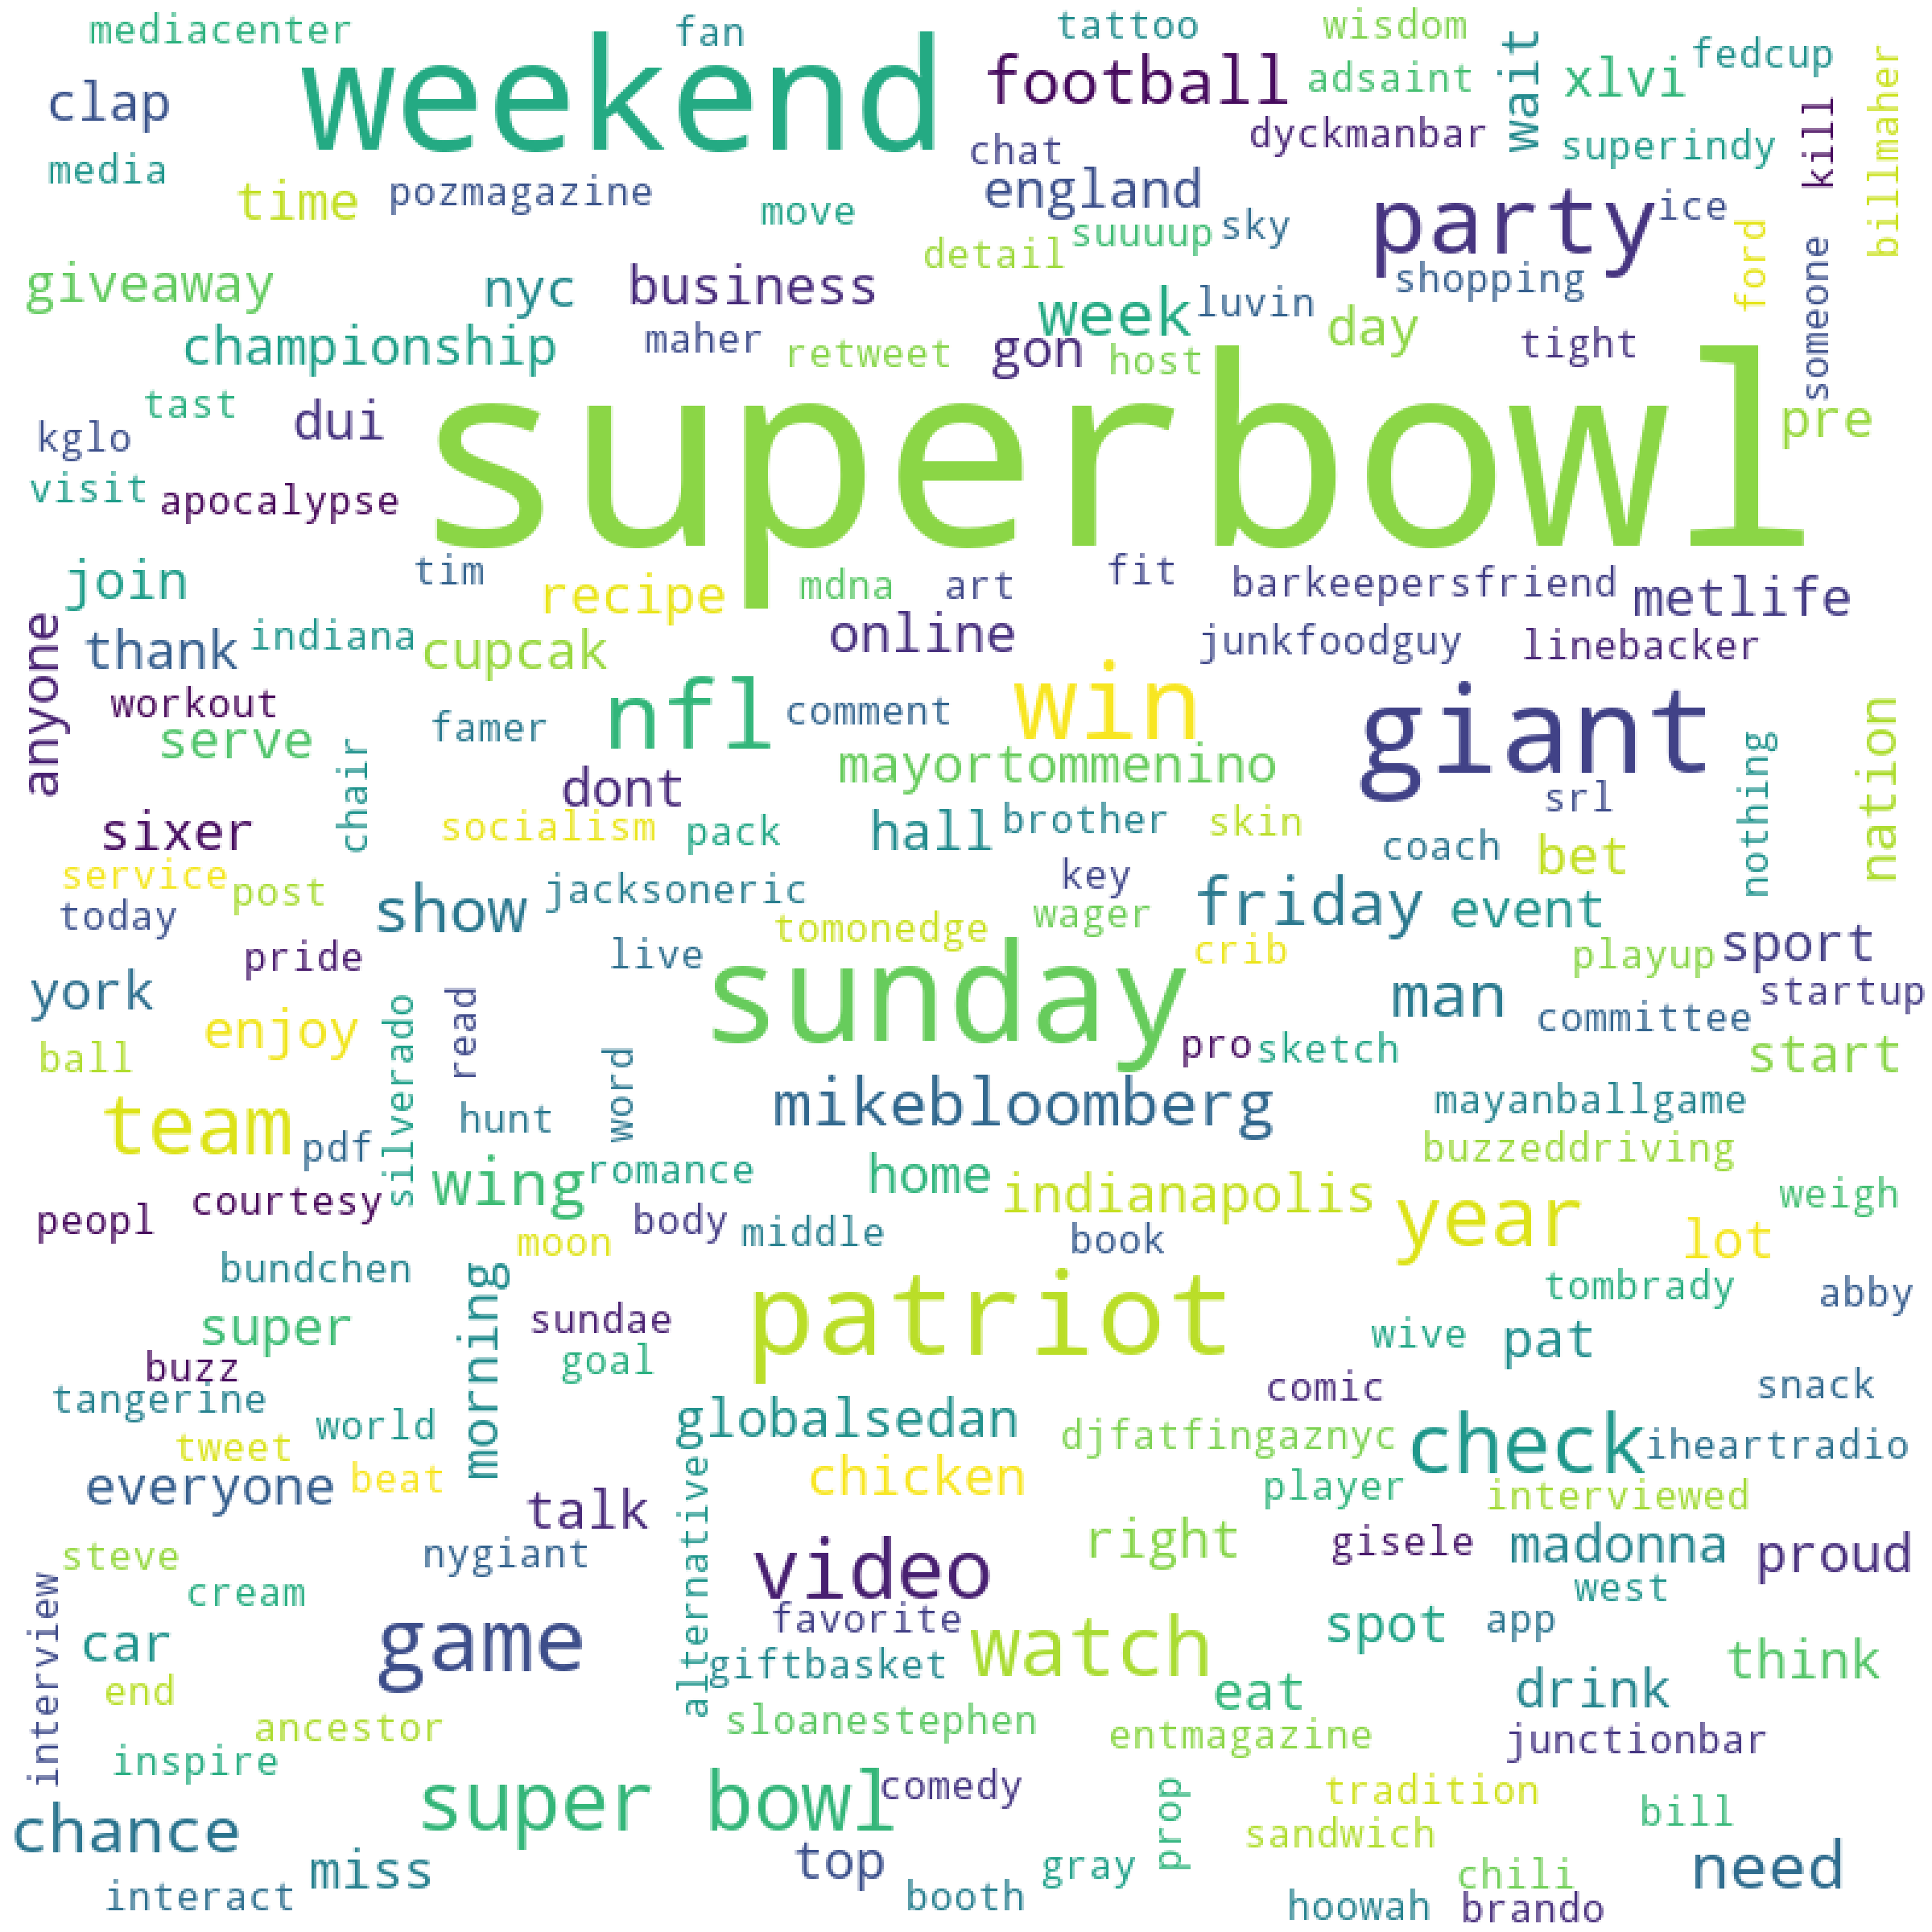 mediacenter
fan
tattoo
wisdom
weekend
football
adsaint
wait
xlvi
fedcup
clap
chat
dyckmanbar
superindy
kill
billmaher
media
time
pozmagazine
move
england
party
ice
suuuup
sky
detail
shopping
ford
someone
giveaway
nyc
business
week
luvin
day
championship
maher
retweet
gon
host
tight
tast
superbowl
pre
kglo
dui
visit
apocalypse
join
tim
recipe
mdna
art
fit
barkeepersfriend
metlife
anyone
thank
indiana
cupcak
online
junkfoodguy
linebacker
workout
famer
nfl
comment
win
giant
nation
serve
chair
dont
mayortommenino
srl
nothing
sixer
socialism
pack
hall
brother
skin
coach
bet
service
post
show
jacksoneric
key
friday
event
today
wager
tomonedge
crib
playup
sport
pride
live
sunday
york
enjoy
silverado
read
man
committee
startup
ball
word
pro
sketch
start
team
pdf
hunt
mikebloomberg
mayanballgame
buzzeddriving
peopl
courtesy
wing
romance
home
indianapolis
year
weigh
body
middle
book
lot
moon
bundchen
morning
patriot
tombrady
abby
super
sundae
wive
pat
buzz
goal
comic
snack
tangerine
world
globalsedan
djfatfingaznyc
check
iheartradio
tweet
everyone
beat
alternative
chicken
player
interviewed
talk
right
gisele
madonna
proud
steve
nygiant
video
west
interview
cream
favorite
spot
app
car
game
giftbasket
watch
think
end
eat
drink
ancestor
sloanestephen
entmagazine
junctionbar
inspire
super bowl
comedy
prop
tradition
bill
chance
sandwich
miss
top
gray
chili
need
interact
booth
hoowah
brando